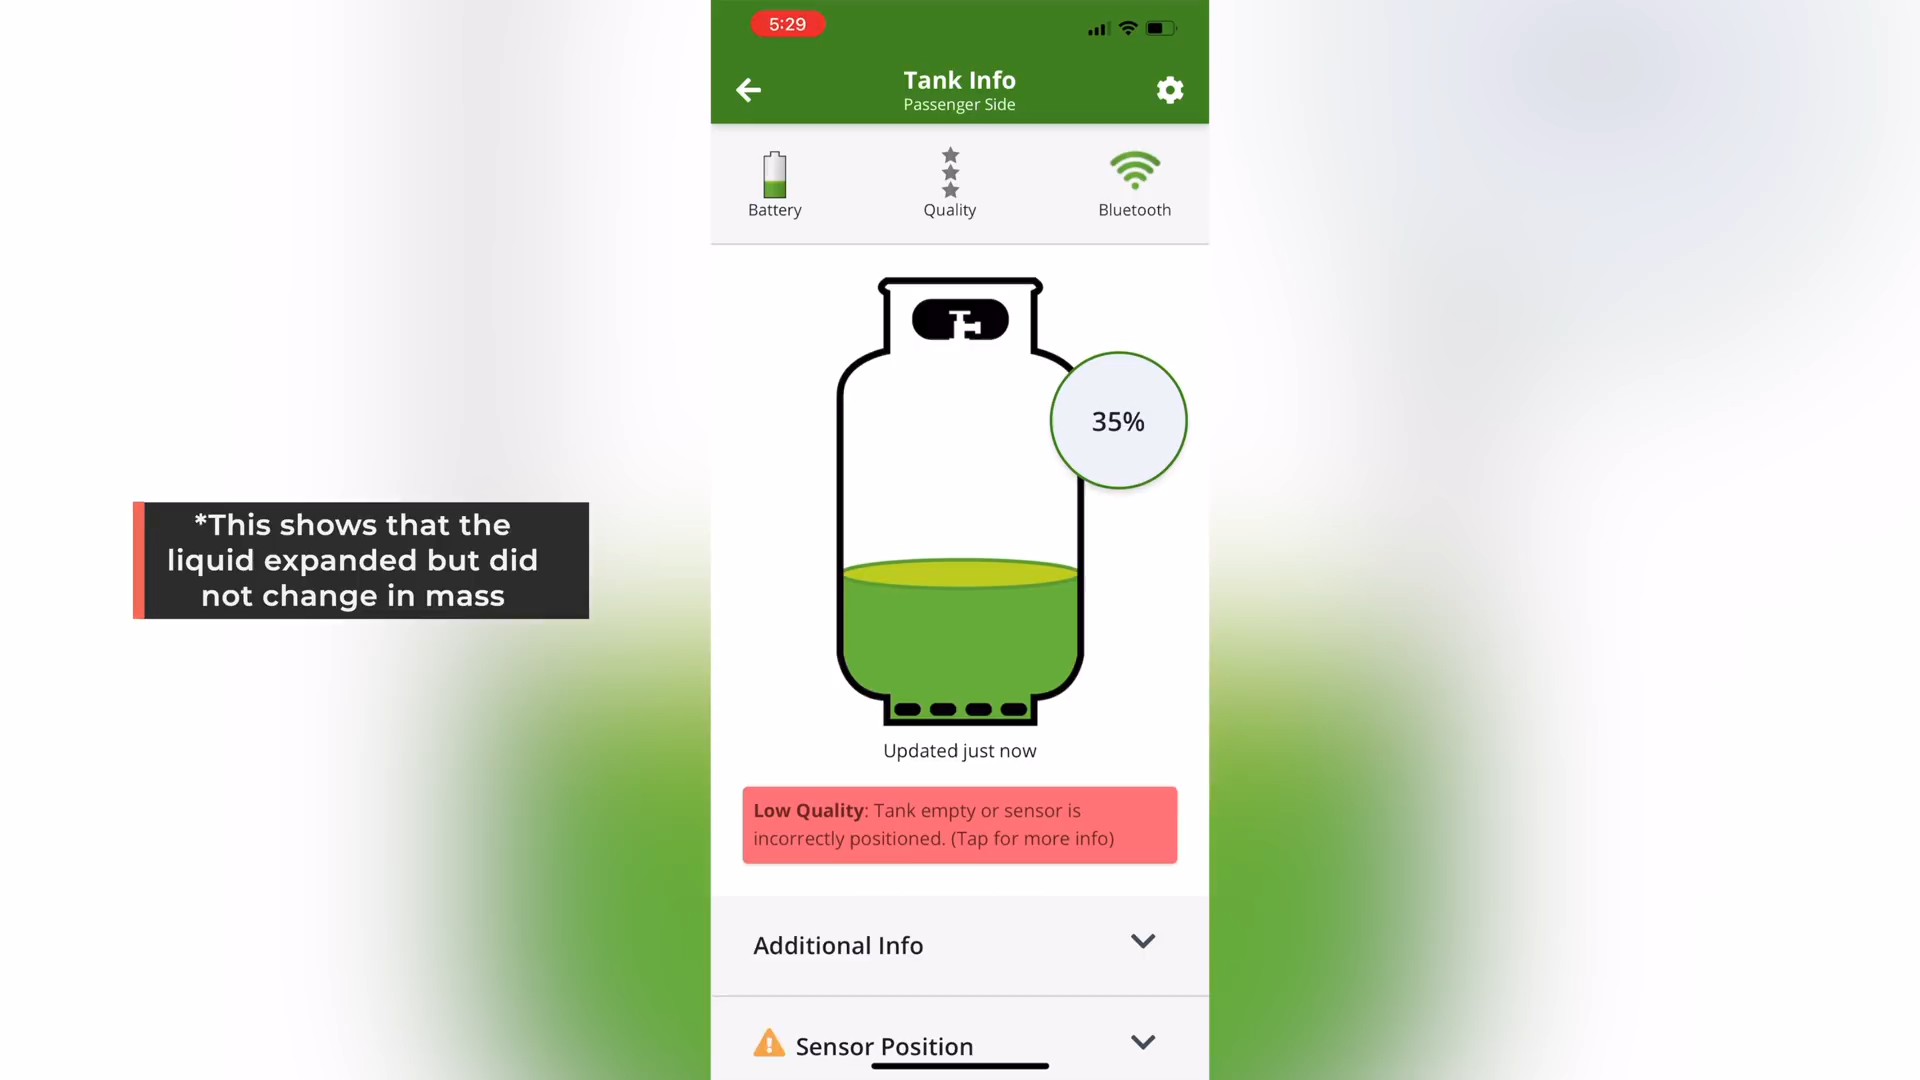 5:29
Tank Info
Passenger Side
Battery
Quality
Bluetooth
35%
*This shows that the
liquid expanded but did
not change in mass
Updated just now
Low Quality: Tank empty or sensor is
incorrectly positioned. (Tap for more info)
Additional Info
Sensor Position